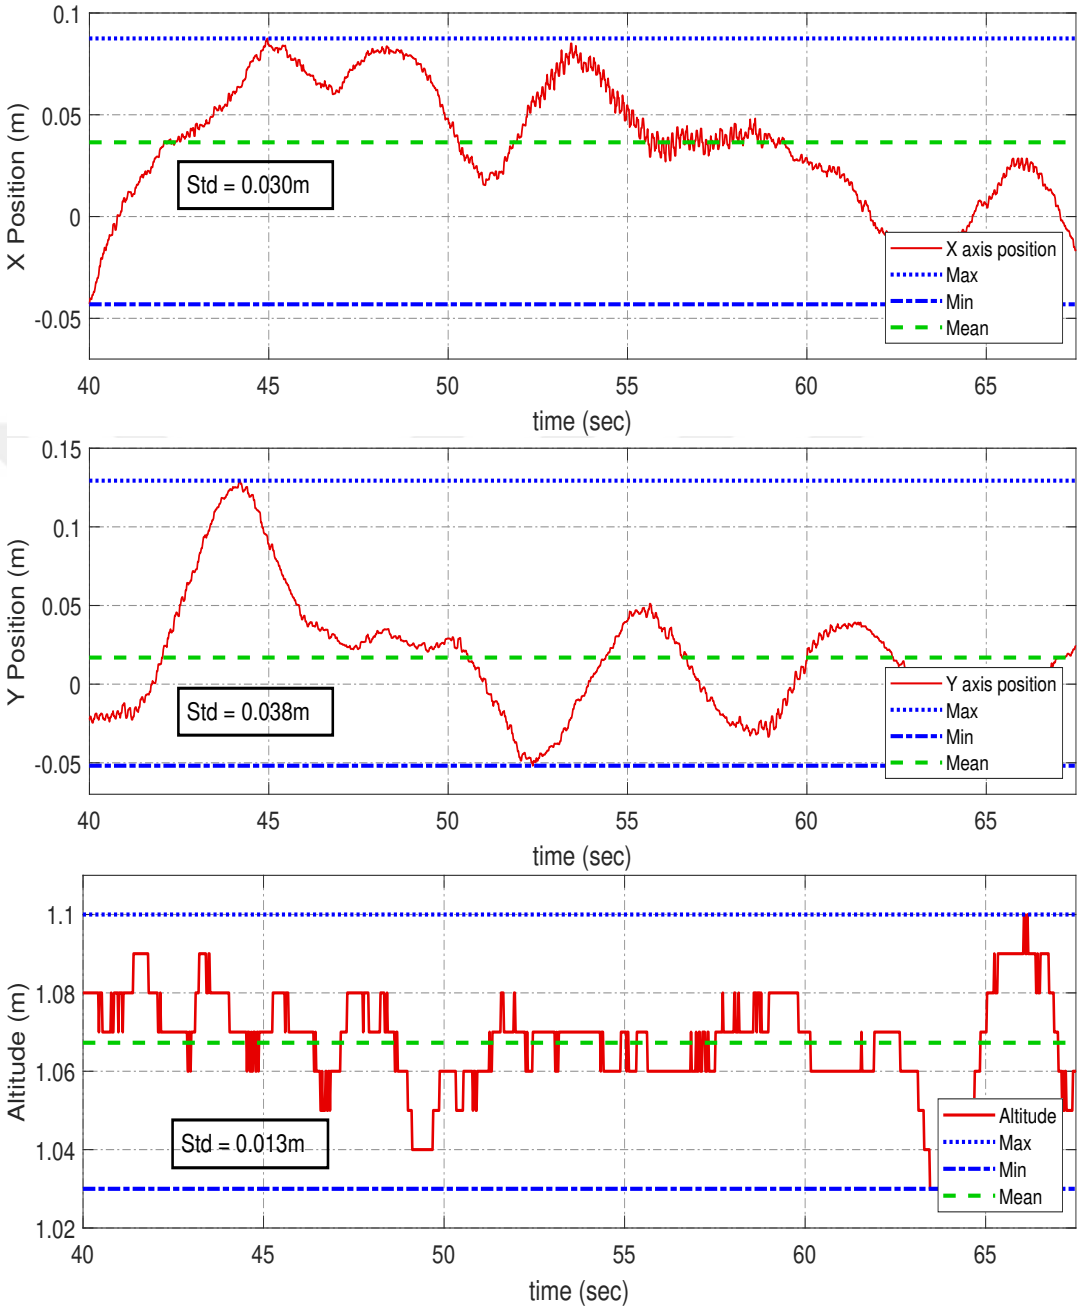 0.1
0.05
0
-0.05
X Position (m)
Std = 0.030m
X axis position
Max
Min
Mean
40 45 50 55 60 65
time (sec)
0.15
0.1
0.05
0
-0.05
Y Position (m)
Std = 0.038m
Y axis position
Max
Min
Mean
40 45 50 55 60 65
time (sec)
1.1
1.08
1.06
1.04
1.02
Altitude (m)
Std = 0.013m
Altitude
Max
Min
Mean
40 45 50 55 60 65
time (sec)